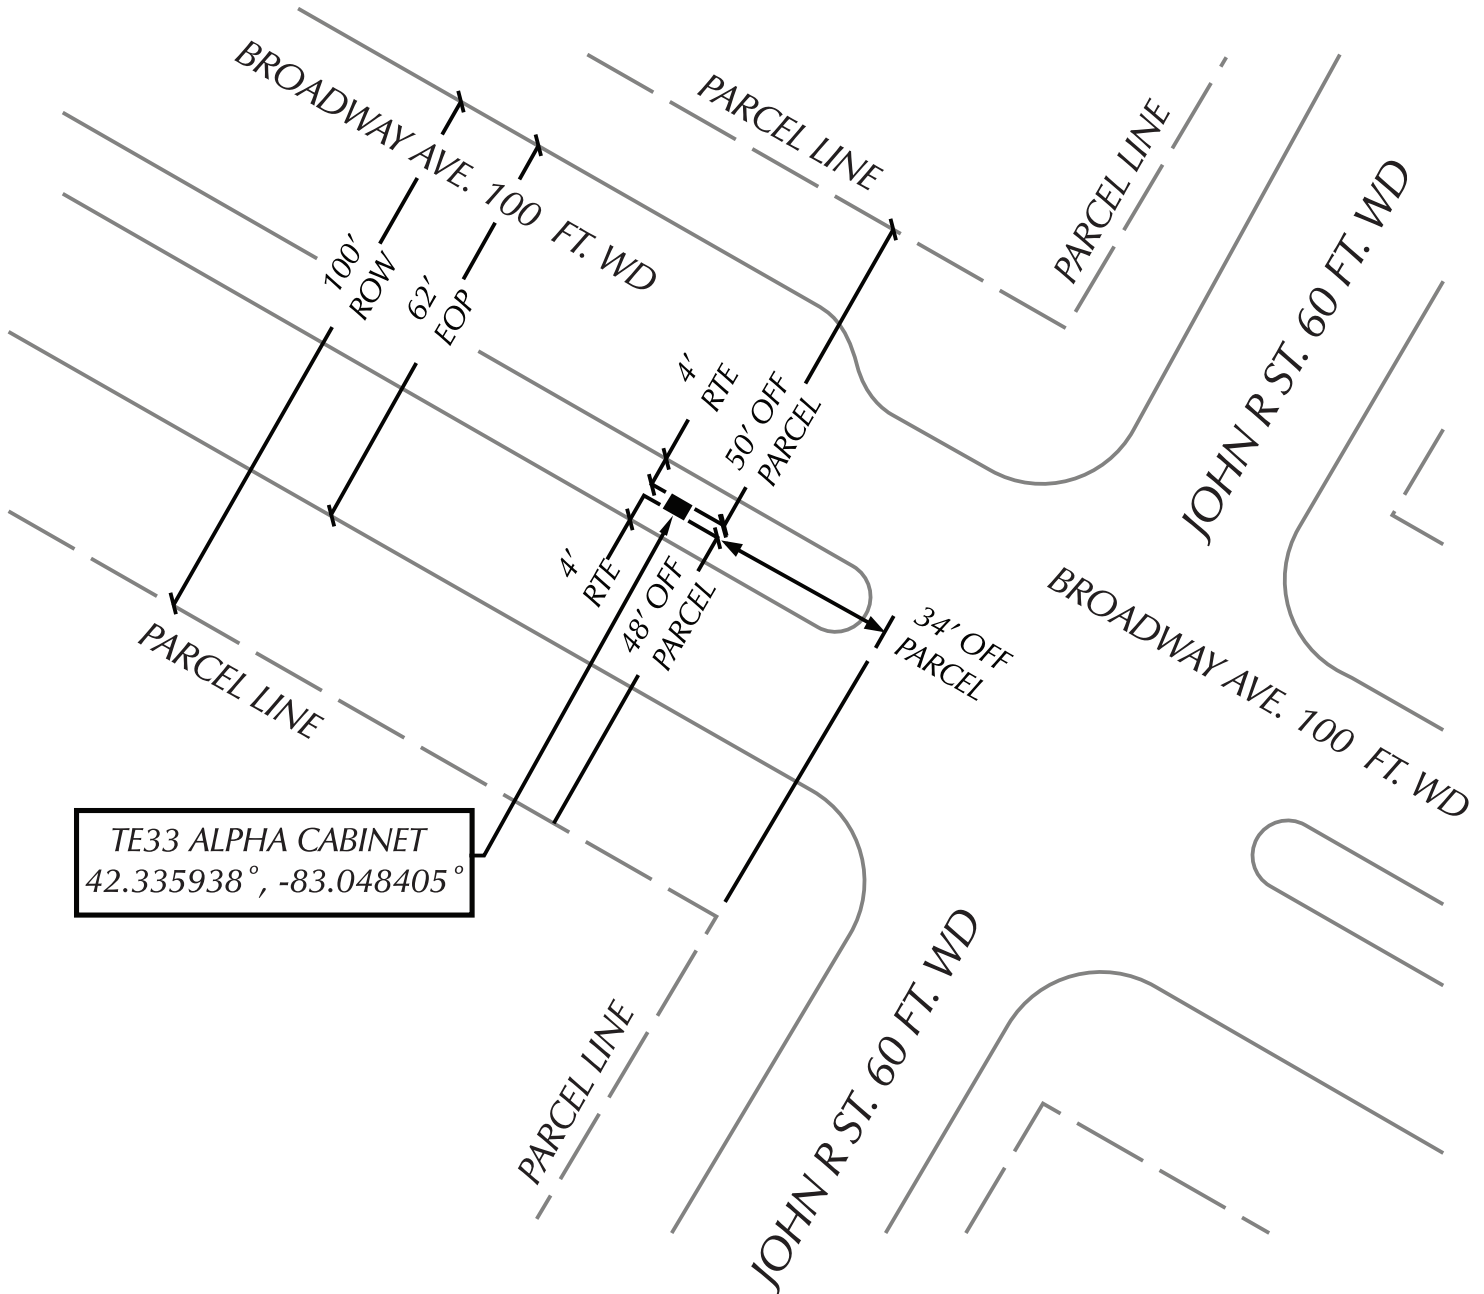 BROADWAY AVE. 100 FT. WD
PARCEL LINE
PARCEL LINE
JOHN R ST. 60 FT. WD
100'
ROW
62'
EOP
4'
RTE
50' OFF
PARCEL
4'
RTE
48' OFF
PARCEL
34' OFF
PARCEL
BROADWAY AVE. 100 FT. WD
PARCEL LINE
TE33 ALPHA CABINET
42.335938°, -83.048405°
PARCEL LINE
JOHN R ST. 60 FT. WD